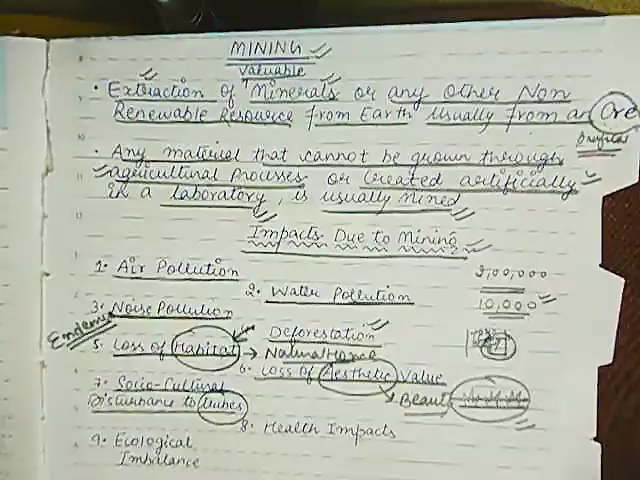 MINING
Valuable
• Extraction of Minerals or any other Non
Renewable Resource from Earth usually from an Ore
• Any material that cannot be grown through
agricultural processes or created artificially
in a laboratory, is usually mined
Impacts Due to Mining
1. Air Pollution
2,00,000
2. Water Pollution
10,000
3. Noise Pollution
Deforestation
Endemic
5. Loss of Habitat → Natural Home
6. Loss of Aesthetic Value
7. Socio-Cultural
Disturbance to Tribes
Beauty
8. Health Impacts
9. Ecological
Imbalance